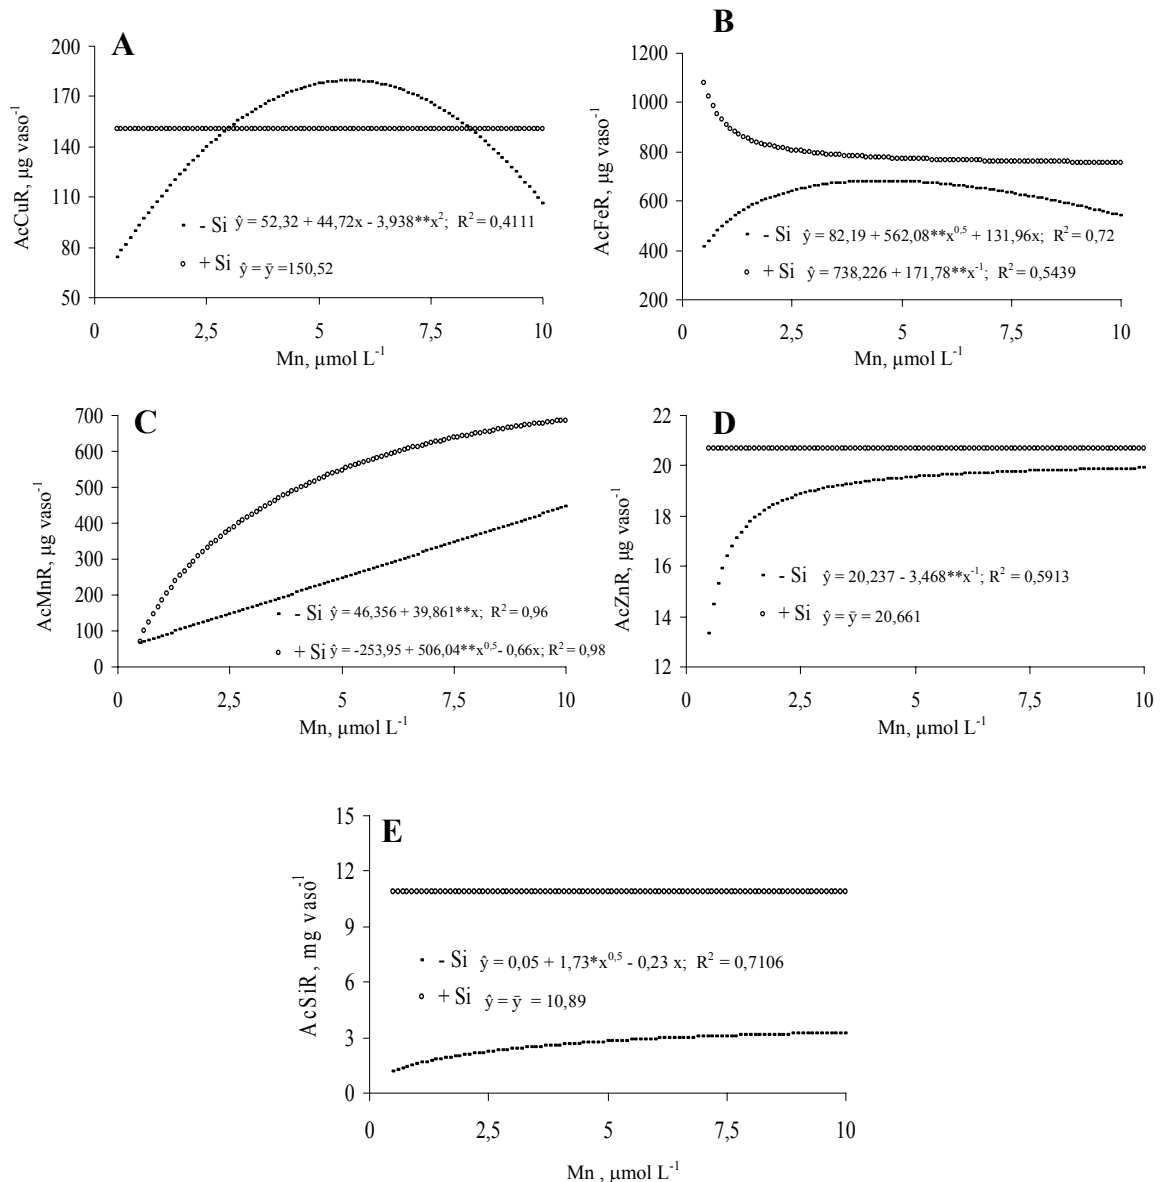 A
200
170
140
110
80
50
AcCuR, µg vaso⁻¹
- Si ŷ = 52,32 + 44,72x - 3,938**x²; R² = 0,4111
+ Si ŷ = ȳ =150,52
0 2,5 5 7,5 10
Mn, µmol L⁻¹
B
1200
1000
800
600
400
200
AcFeR, µg vaso⁻¹
- Si ŷ = 82,19 + 562,08**x⁰,⁵ + 131,96x; R² = 0,72
+ Si ŷ = 738,226 + 171,78**x⁻¹; R² = 0,5439
0 2,5 5 7,5 10
Mn, µmol L⁻¹
C
700
600
500
400
300
200
100
0
AcMnR, µg vaso⁻¹
- Si ŷ = 46,356 + 39,861**x; R² = 0,96
+ Si ŷ = -253,95 + 506,04**x⁰,⁵ - 0,66x; R² = 0,98
0 2,5 5 7,5 10
Mn, µmol L⁻¹
D
22
20
18
16
14
12
AcZnR, µg vaso⁻¹
- Si ŷ = 20,237 - 3,468**x⁻¹; R² = 0,5913
+ Si ŷ = ȳ = 20,661
0 2,5 5 7,5 10
Mn, µmol L⁻¹
E
15
12
9
6
3
0
AcSiR, mg vaso⁻¹
- Si ŷ = 0,05 + 1,73*x⁰,⁵ - 0,23 x; R² = 0,7106
+ Si ŷ = ȳ = 10,89
0 2,5 5 7,5 10
Mn , µmol L⁻¹